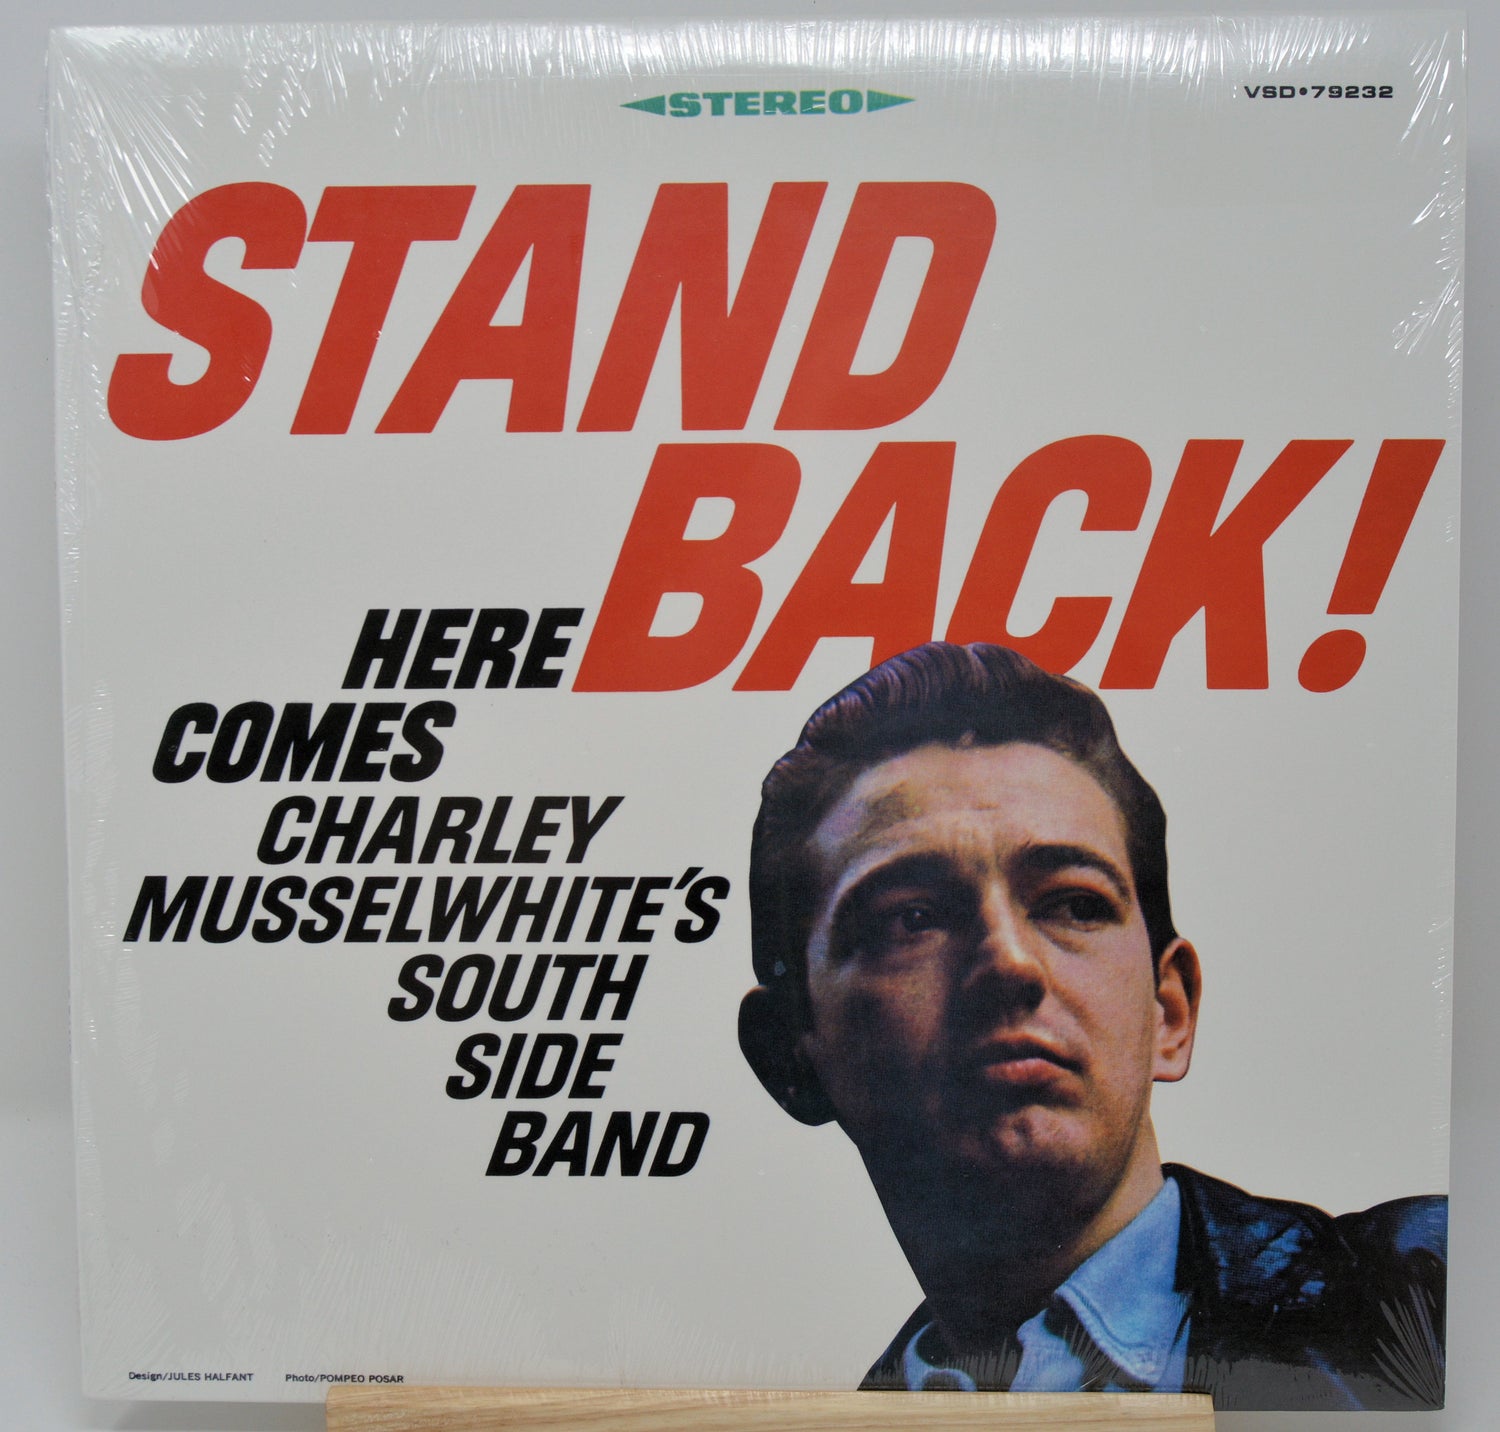 STEREO
VSD•79232
STAND
BACK!
HERE
COMES
CHARLEY
MUSSELWHITE'S
SOUTH
SIDE
BAND
Design/JULES HALFANT Photo/POMPEO POSAR